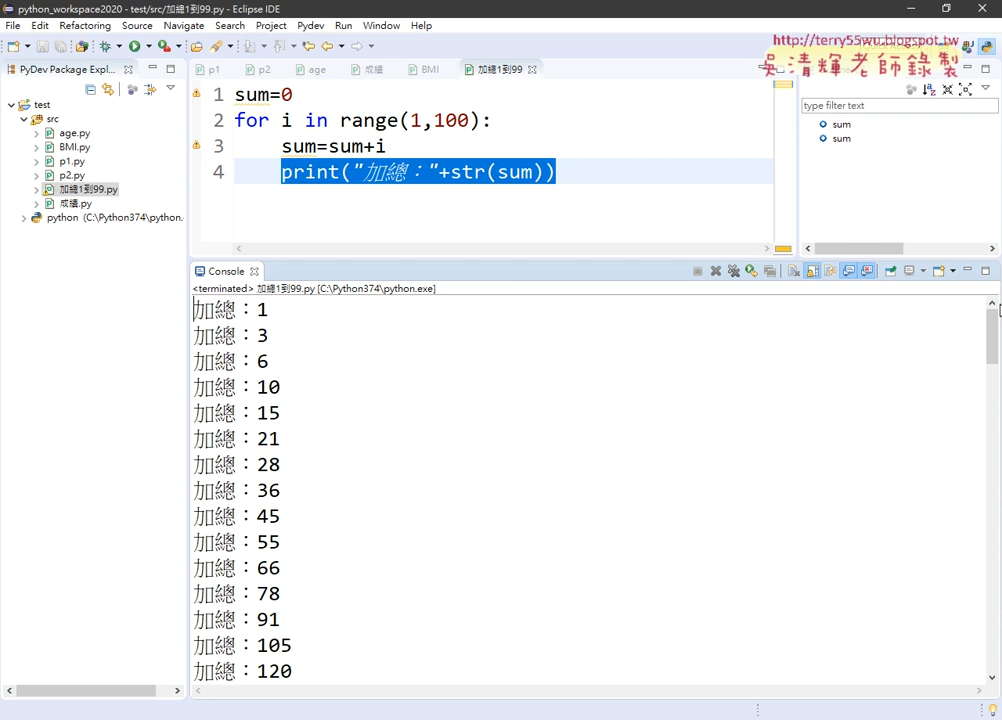 python_workspace2020 - test/src/加總1到99.py - Eclipse IDE
File Edit Refactoring Source Navigate Search Project Pydev Run Window Help
http://terry55wu.blogspot.tw
吳清輝老師錄製
PyDev Package Expl...
p1 p2 age 成績 BMI 加總1到99
type filter text
sum
sum
test
src
age.py
BMI.py
p1.py
p2.py
加總1到99.py
成績.py
python (C:\Python374\python.
1 sum=0
2 for i in range(1,100):
3 sum=sum+i
4 print("加總："+str(sum))
Console
<terminated> 加總1到99.py [C:\Python374\python.exe]
加總：1
加總：3
加總：6
加總：10
加總：15
加總：21
加總：28
加總：36
加總：45
加總：55
加總：66
加總：78
加總：91
加總：105
加總：120